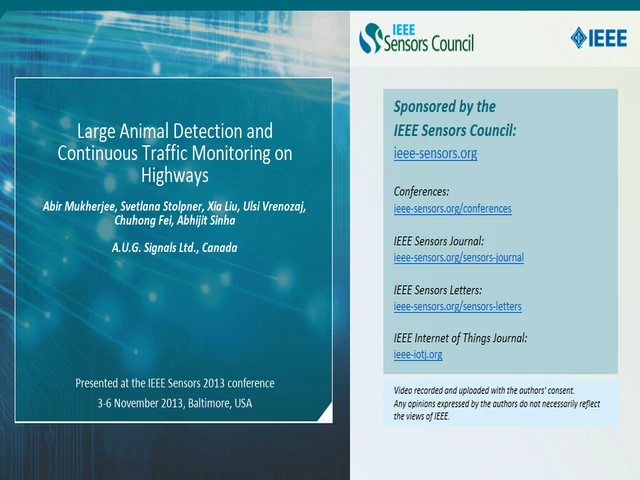 Large Animal Detection and
Continuous Traffic Monitoring on
Highways
Abir Mukherjee, Svetlana Stolpner, Xia Liu, Ulsi Vrenozaj,
Chuhong Fei, Abhijit Sinha
A.U.G. Signals Ltd., Canada
Presented at the IEEE Sensors 2013 conference
3-6 November 2013, Baltimore, USA
IEEE
Sensors Council
IEEE
Sponsored by the
IEEE Sensors Council:
ieee-sensors.org
Conferences:
ieee-sensors.org/conferences
IEEE Sensors Journal:
ieee-sensors.org/sensors-journal
IEEE Sensors Letters:
ieee-sensors.org/sensors-letters
IEEE Internet of Things Journal:
ieee-iotj.org
Video recorded and uploaded with the authors' consent.
Any opinions expressed by the authors do not necessarily reflect
the views of IEEE.